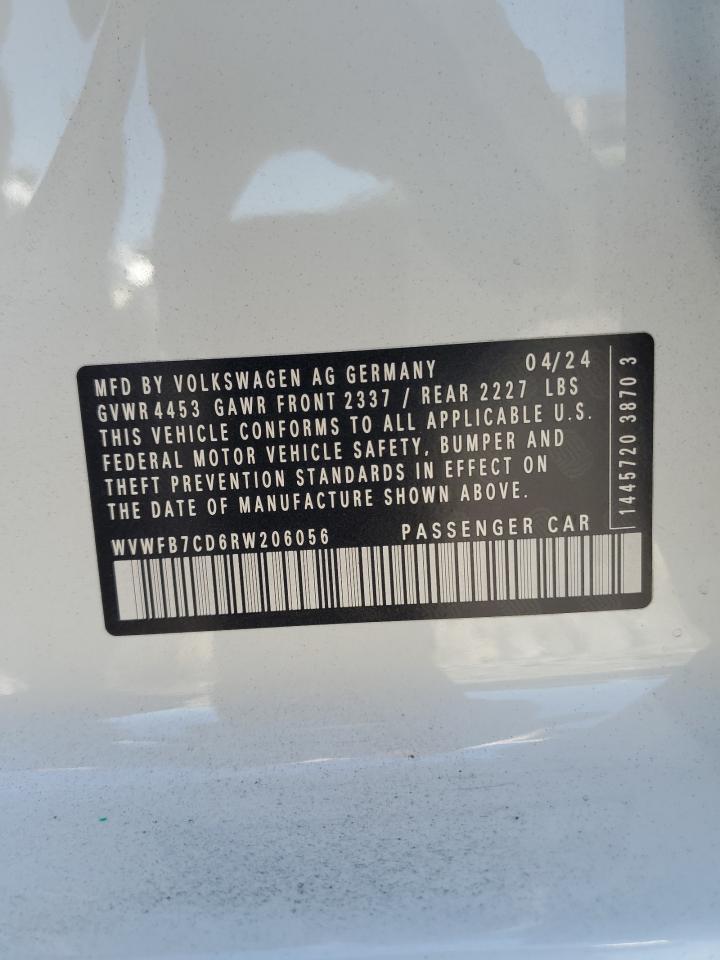 MFD BY VOLKSWAGEN AG GERMANY 04/24
GVWR 4453 GAWR FRONT 2337 / REAR 2227 LBS
THIS VEHICLE CONFORMS TO ALL APPLICABLE U.S.
FEDERAL MOTOR VEHICLE SAFETY, BUMPER AND
THEFT PREVENTION STANDARDS IN EFFECT ON
THE DATE OF MANUFACTURE SHOWN ABOVE.
WVWFB7CD6RW206056 PASSENGER CAR
1445720 3870 3